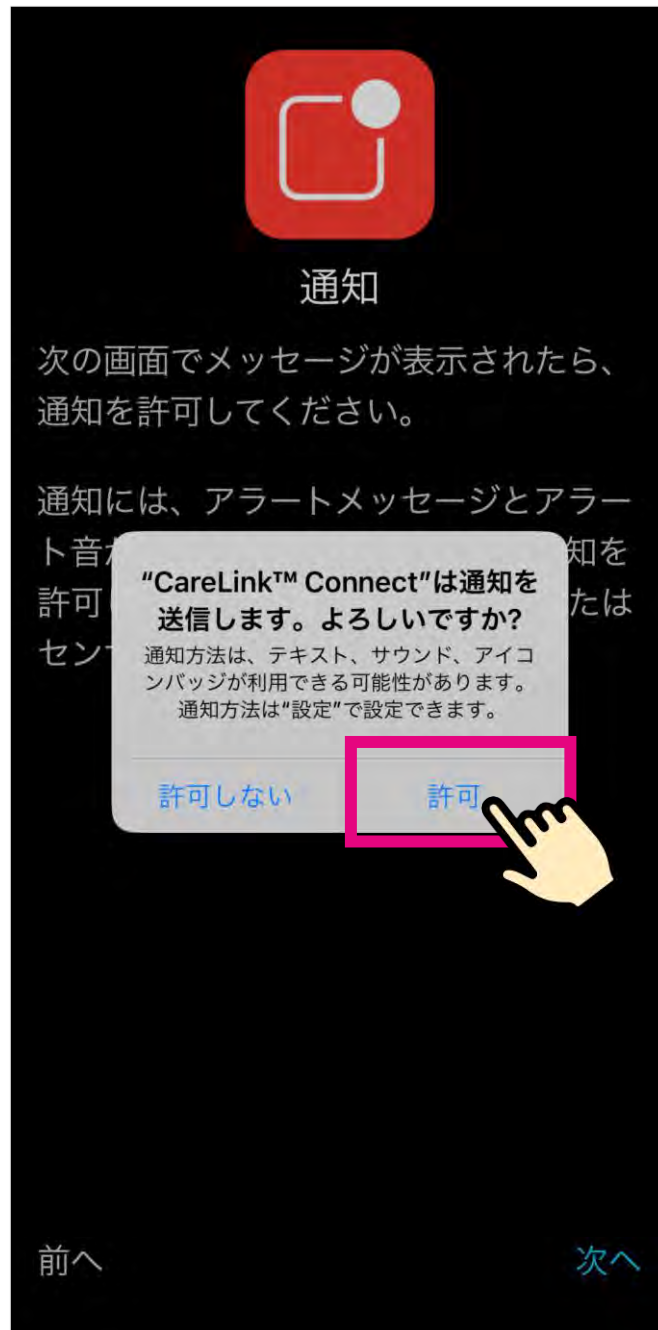 通知
次の画面でメッセージが表示されたら、
通知を許可してください。
通知には、アラートメッセージとアラー
ト音
知を
許可
たは
セン
“CareLink™ Connect”は通知を
送信します。よろしいですか?
通知方法は、テキスト、サウンド、アイコ
ンバッジが利用できる可能性があります。
通知方法は“設定”で設定できます。
許可しない
許可
前へ
次へ